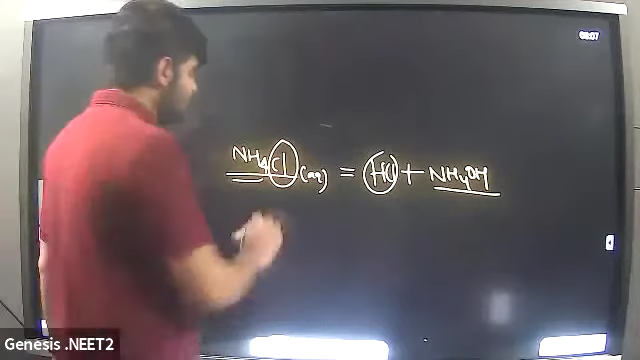 NH4Cl(aq) = HCl + NH4OH
Genesis .NEET2